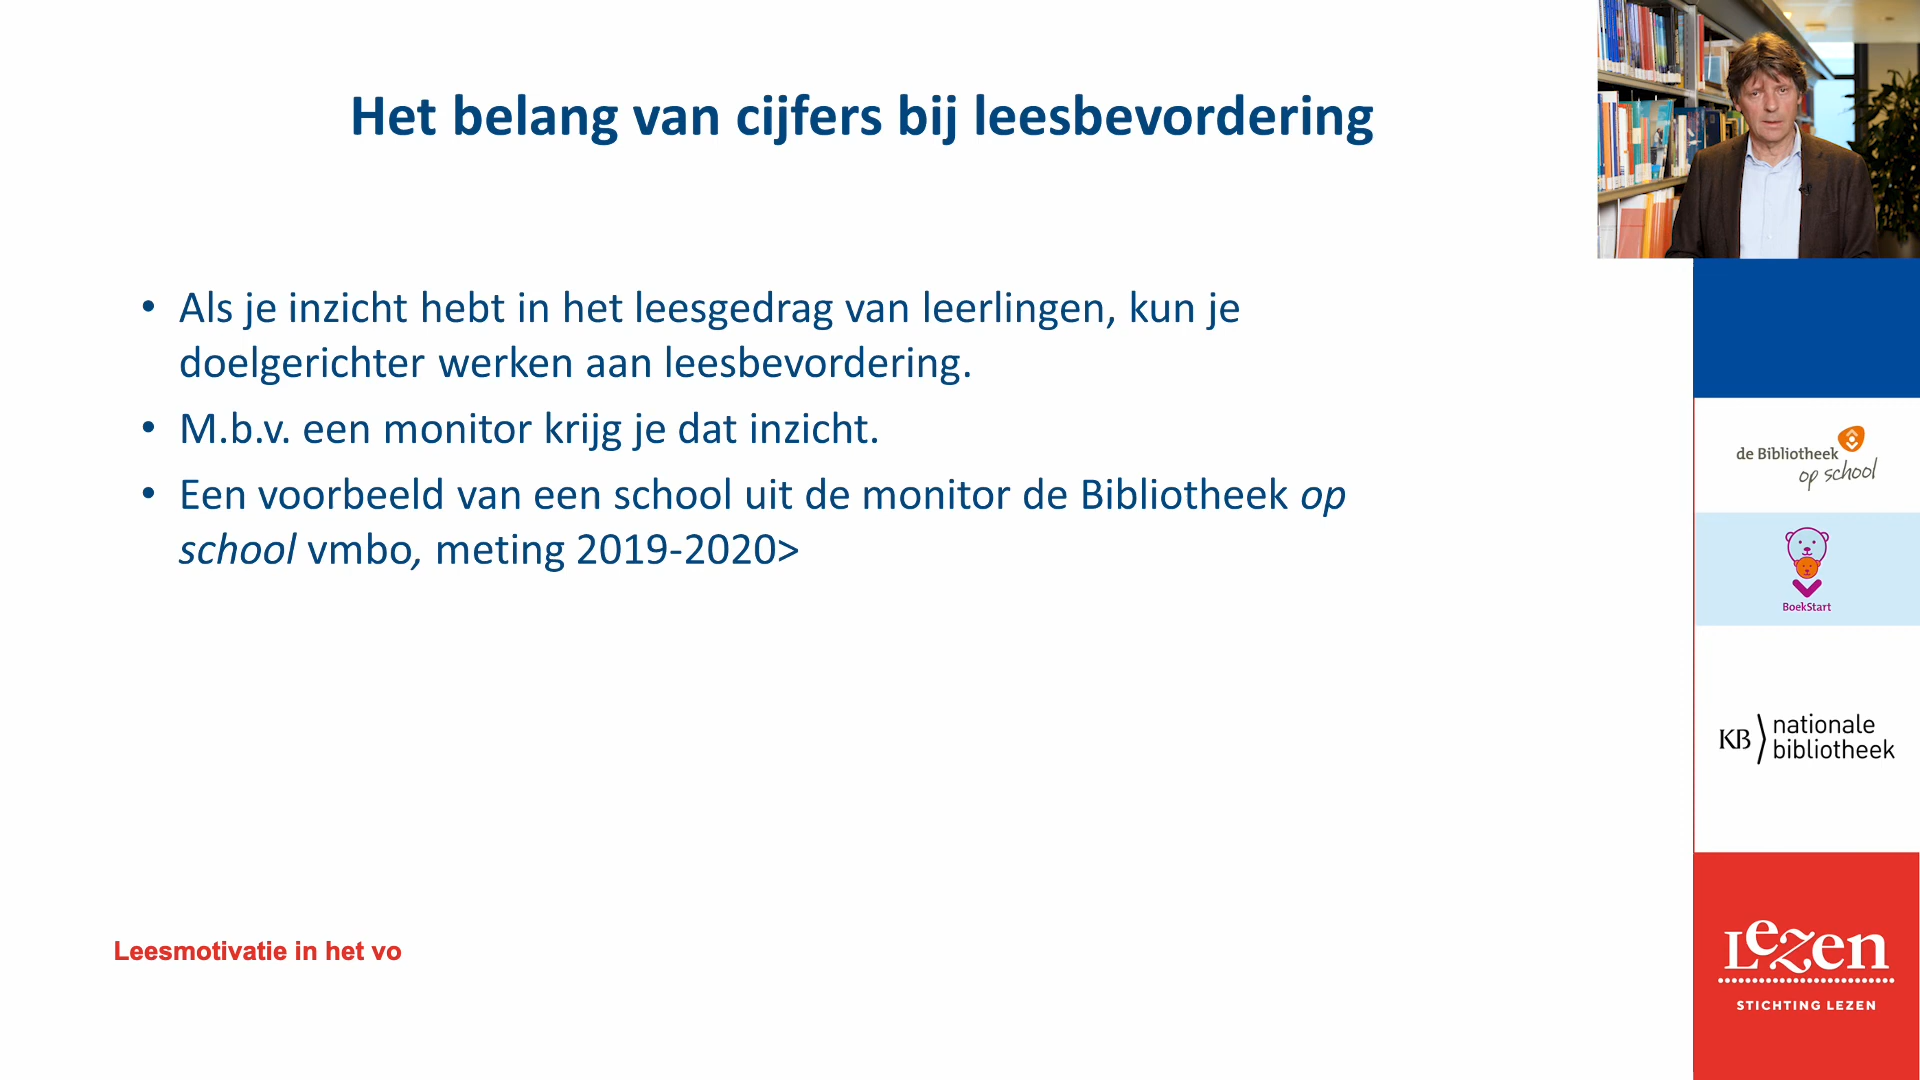 Het belang van cijfers bij leesbevordering
• Als je inzicht hebt in het leesgedrag van leerlingen, kun je
doelgerichter werken aan leesbevordering.
• M.b.v. een monitor krijg je dat inzicht.
• Een voorbeeld van een school uit de monitor de Bibliotheek op
school vmbo, meting 2019-2020>
Leesmotivatie in het vo
de Bibliotheek
op school
BoekStart
KB nationale
bibliotheek
Lezen
STICHTING LEZEN